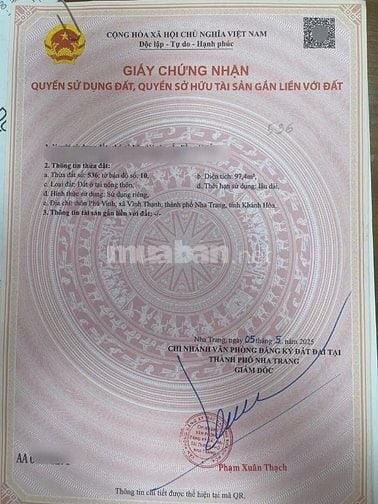 CỘNG HÒA XÃ HỘI CHỦ NGHĨA VIỆT NAM
Độc lập - Tự do - Hạnh phúc
GIẤY CHỨNG NHẬN
QUYỀN SỬ DỤNG ĐẤT, QUYỀN SỞ HỮU TÀI SẢN GẮN LIỀN VỚI ĐẤT
536
2. Thông tin thửa đất:
a. Thửa đất số: 536; tờ bản đồ số: 10, b. Diện tích: 97,4m²,
c. Loại đất: Đất ở tại nông thôn, d. Thời hạn sử dụng: lâu dài,
đ. Hình thức sử dụng: Sử dụng riêng,
e. Địa chỉ: thôn Phú Vinh, xã Vĩnh Thạnh, thành phố Nha Trang, tỉnh Khánh Hòa.
3. Thông tin tài sản gắn liền với đất: -/-
muaban.net
Nha Trang, ngày 05 tháng 5 năm 2025
CHI NHÁNH VĂN PHÒNG ĐĂNG KÝ ĐẤT ĐAI TẠI
THÀNH PHỐ NHA TRANG
GIÁM ĐỐC
Phạm Xuân Thạch
AA
Thông tin chi tiết được thể hiện tại mã QR.